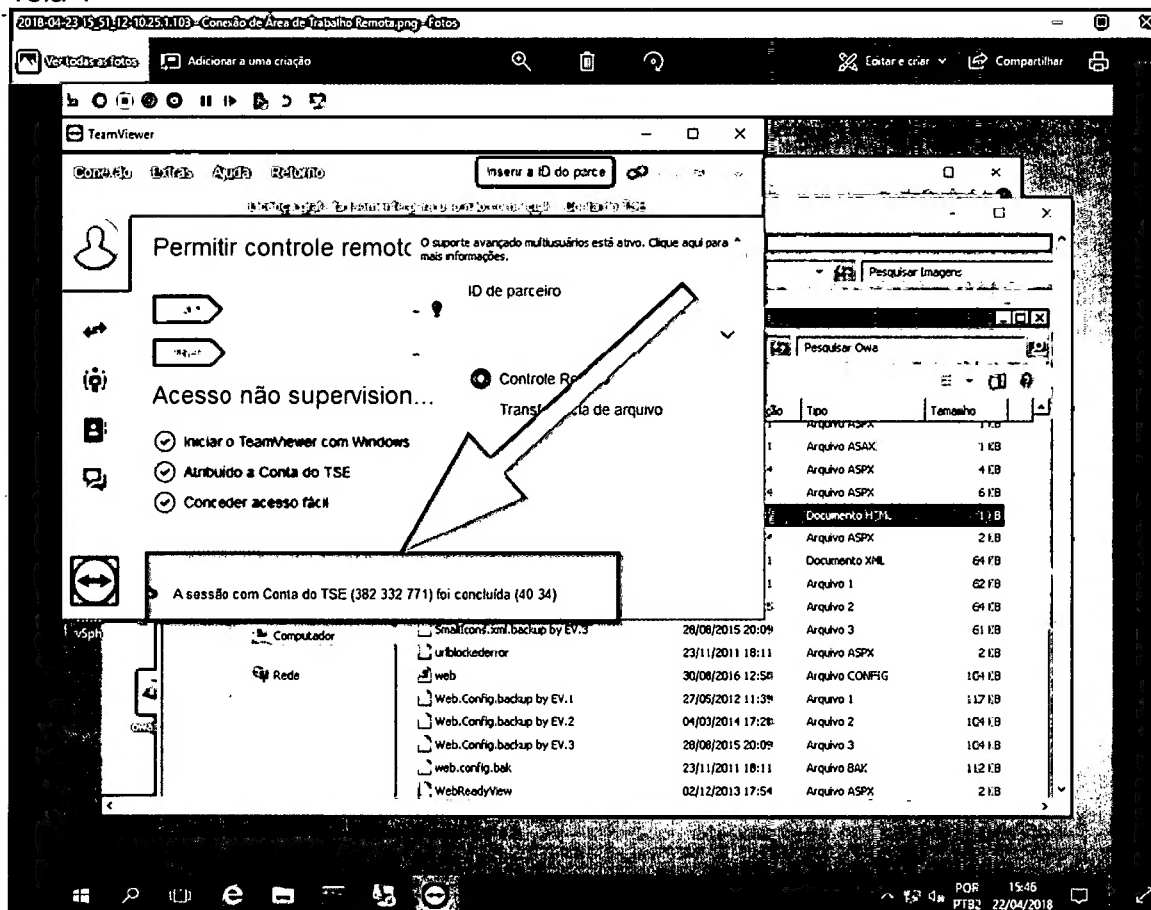 2018-04-23 15_51_12-10.25.1.103 - Conexão de Área de Trabalho Remota.png - Fotos
Ver todas as fotos
Adicionar a uma criação
Editar e criar
Compartilhar
TeamViewer
Conexão Extras Ajuda Retorno
Inserir a ID do parce
Permitir controle remoto
O suporte avançado multiusuários está ativo. Clique aqui para
mais informações.
ID de parceiro
Pesquisar Imagens
Pesquisar Owa
Controle
Acesso não supervision...
de arquivo
Iniciar o TeamViewer com Windows
Atribuído a Conta do TSE
Conceder acesso fácil
A sessão com Conta do TSE (382 332 771) foi concluída (40 34)
Tipo Tamanho
Arquivo ASPX 1 KB
Arquivo ASAX 1 KB
Arquivo ASPX 4 KB
Arquivo ASPX 6 KB
Documento HTML 1 KB
Arquivo ASPX 2 KB
Documento XML 64 KB
Arquivo 1 62 KB
Arquivo 2 64 KB
Computador
Rede
SmallIcons.xml.backup by EV.3 28/08/2015 20:09 Arquivo 3 61 KB
urlblockederror 23/11/2011 18:11 Arquivo ASPX 2 KB
web 30/08/2016 12:58 Arquivo CONFIG 104 KB
Web.Config.backup by EV.1 27/05/2012 11:39 Arquivo 1 117 KB
Web.Config.backup by EV.2 04/03/2014 17:28 Arquivo 2 104 KB
Web.Config.backup by EV.3 28/08/2015 20:09 Arquivo 3 104 KB
web.config.bak 23/11/2011 18:11 Arquivo BAK 112 KB
WebReadyView 02/12/2013 17:54 Arquivo ASPX 2 KB
POR 15:46
PTB2 22/04/2018